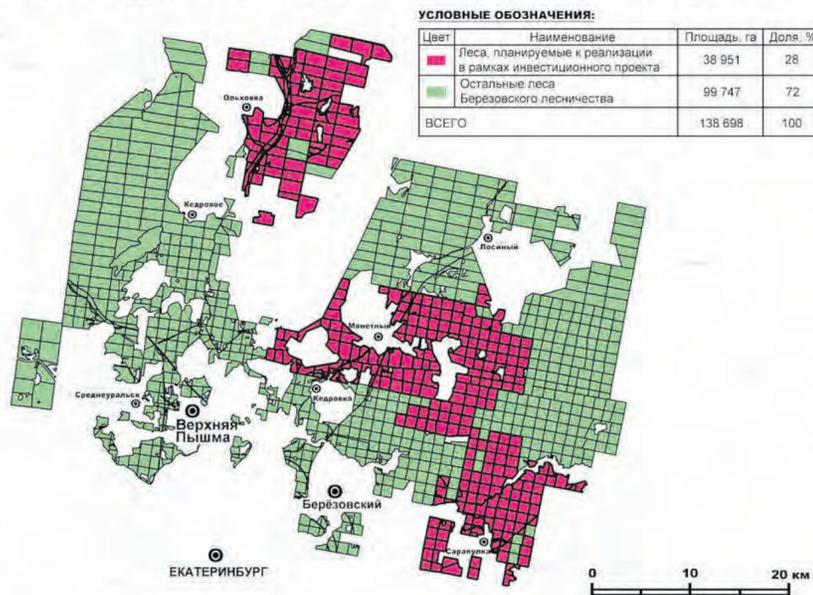 УСЛОВНЫЕ ОБОЗНАЧЕНИЯ:
Цвет Наименование Площадь, га Доля, %
Леса, планируемые к реализации
в рамках инвестиционного проекта 38 951 28
Остальные леса
Берёзовского лесничества 99 747 72
ВСЕГО 138 698 100
Ольховка
Кедровое
Лосиный
Монетный
Кедровка
Среднеуральск
Верхняя
Пышма
Берёзовский
Сарапулка
ЕКАТЕРИНБУРГ
0 10 20 км